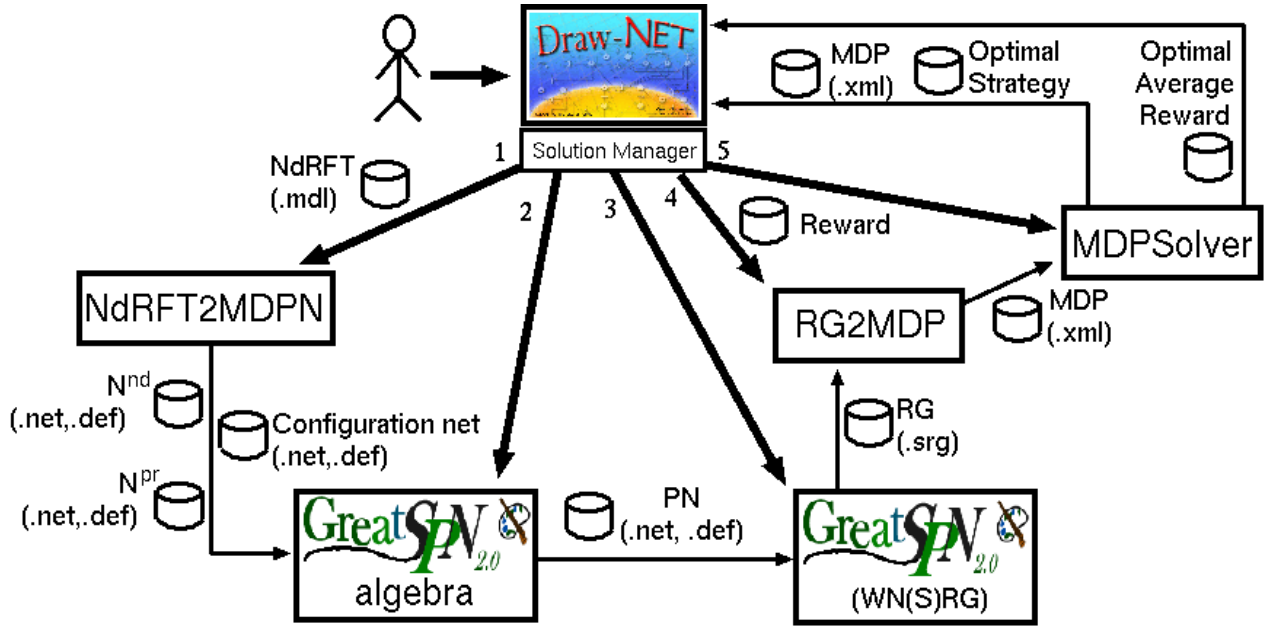 Draw-NET
Solution Manager
MDP
(.xml)
Optimal
Strategy
Optimal
Average
Reward
NdRFT
(.mdl)
1
2
3
4
5
Reward
MDPSolver
NdRFT2MDPN
RG2MDP
MDP
(.xml)
N^nd
(.net,.def)
Configuration net
(.net,.def)
N^pr
(.net,.def)
RG
(.srg)
GreatSPN
2.0
algebra
PN
(.net, .def)
GreatSPN
2.0
(WN(S)RG)